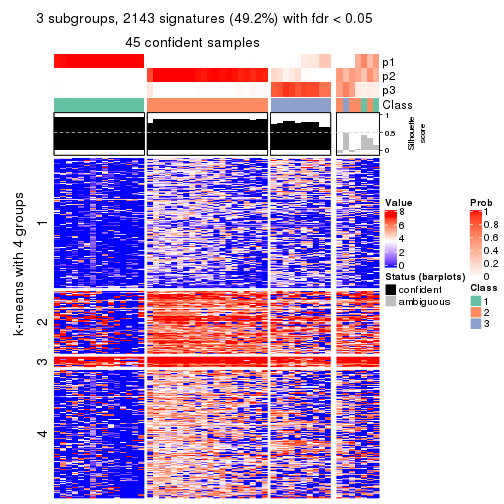 3 subgroups, 2143 signatures (49.2%) with fdr < 0.05
45 confident samples
p1
p2
p3
Class
1
0.5
0
Silhouette
score
k-means with 4 groups
1
2
3
4
Value
8
6
4
2
0
Status (barplots)
confident
ambiguous
Prob
1
0.8
0.6
0.4
0.2
0
Class
1
2
3